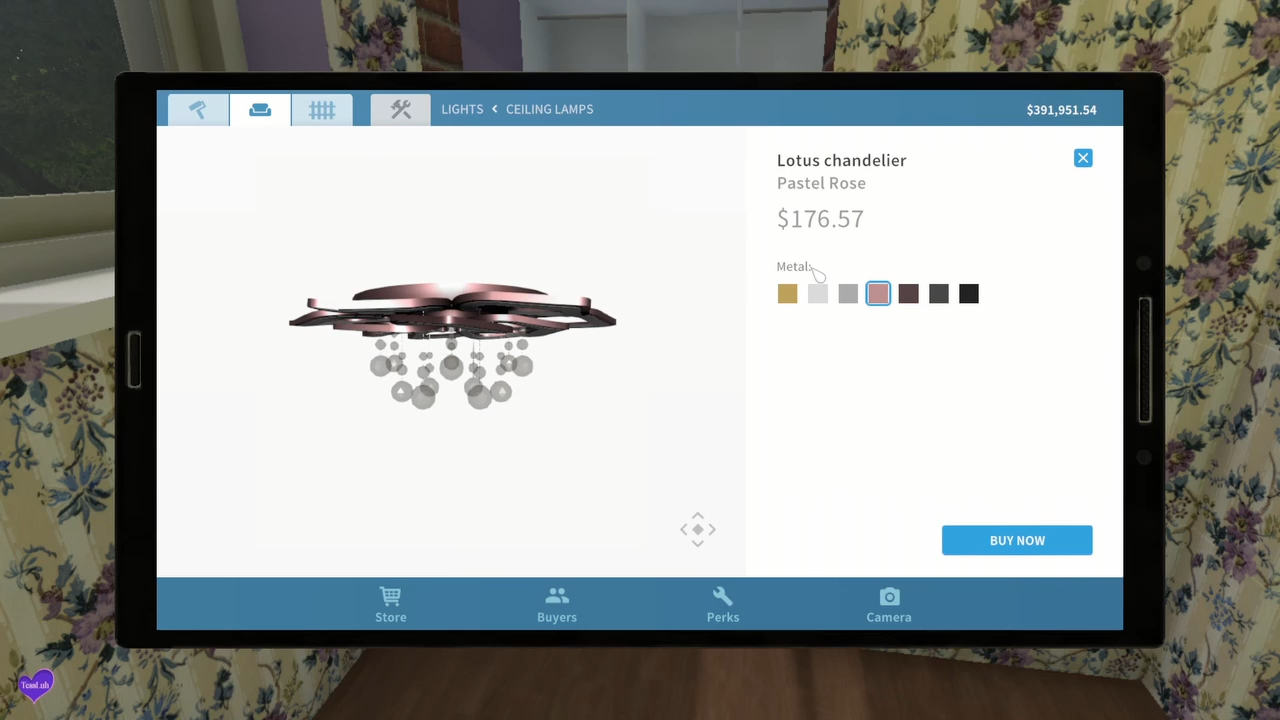 LIGHTS < CEILING LAMPS
$391,951.54
Lotus chandelier
Pastel Rose
$176.57
Metal:
BUY NOW
Store
Buyers
Perks
Camera